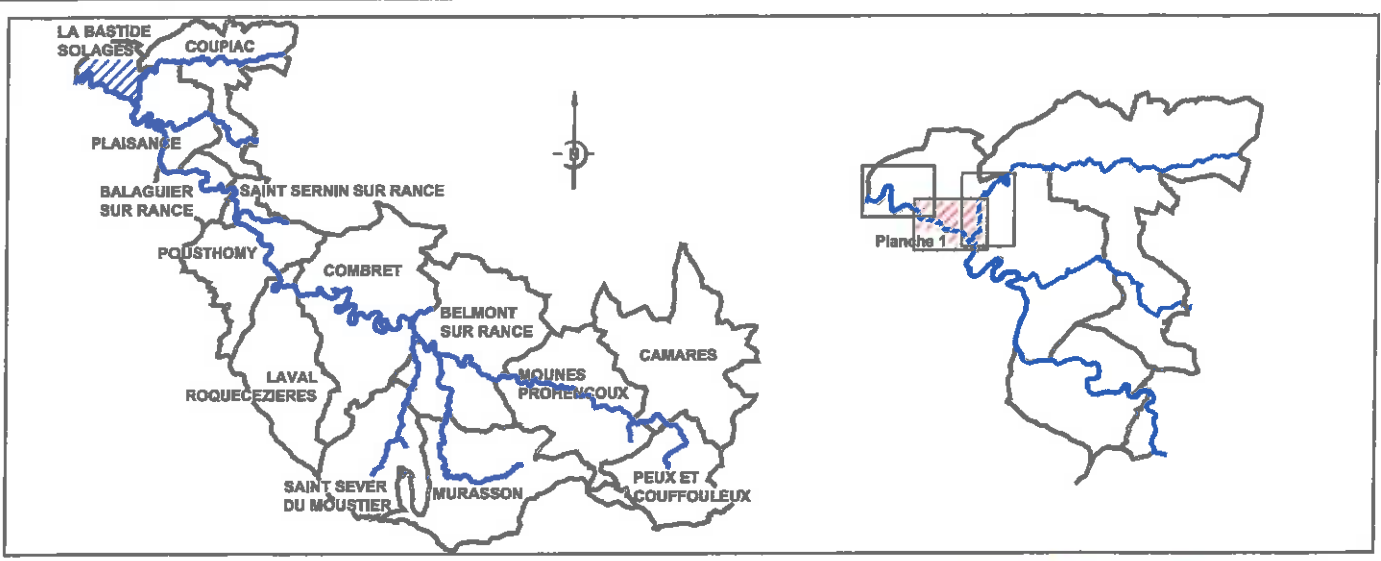 LA BASTIDE
SOLAGES
COUPIAC
PLAISANCE
BALAGUIER
SUR RANCE
SAINT SERNIN SUR RANCE
POUSTHOMY
COMBRET
BELMONT
SUR RANCE
CAMARES
LAVAL
ROQUECEZIERES
MOUNES
PROHENCOUX
SAINT SEVER
DU MOUSTIER
MURASSON
PEUX ET
COUFFOULEUX
N
Planche 1